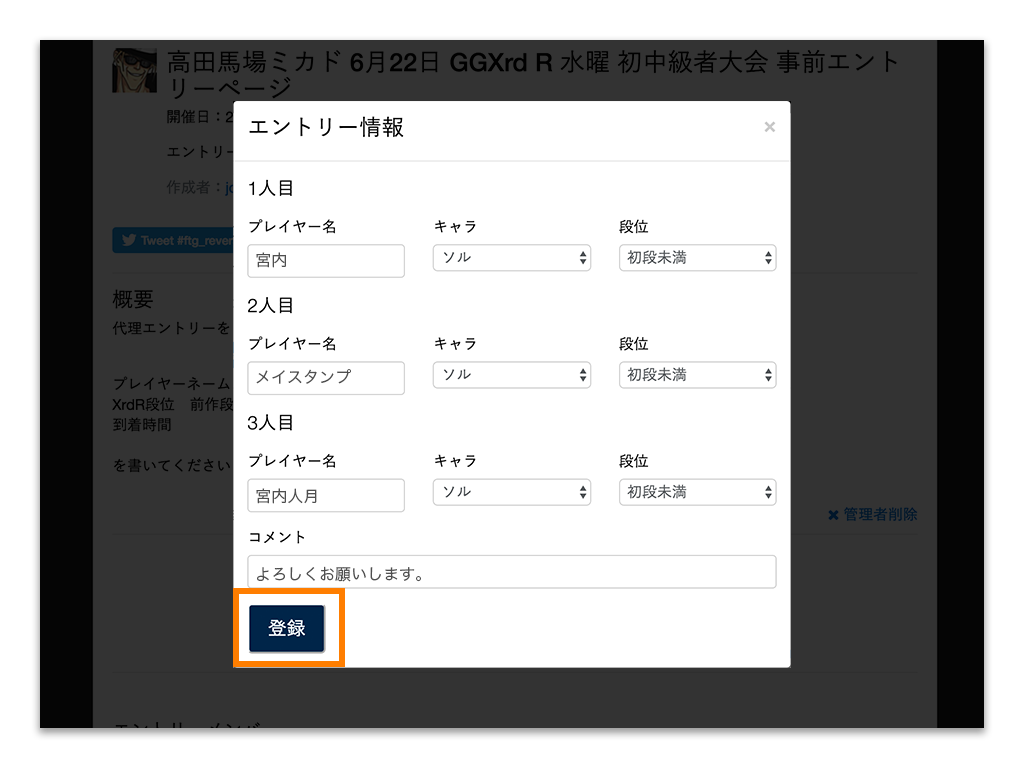 高田馬場ミカド 6月22日 GGXrd R 水曜 初中級者大会 事前エント
リーページ
開催日：2
エントリー
作成者：jo
Tweet #ftg_rever
概要
代理エントリーを
プレイヤーネーム
XrdR段位　前作段
到着時間
を書いてください
管理者削除
エントリーメンバー
エントリー情報
×
1人目
プレイヤー名 キャラ 段位
宮内 ソル 初段未満
2人目
プレイヤー名 キャラ 段位
メイスタンプ ソル 初段未満
3人目
プレイヤー名 キャラ 段位
宮内人月 ソル 初段未満
コメント
よろしくお願いします。
登録